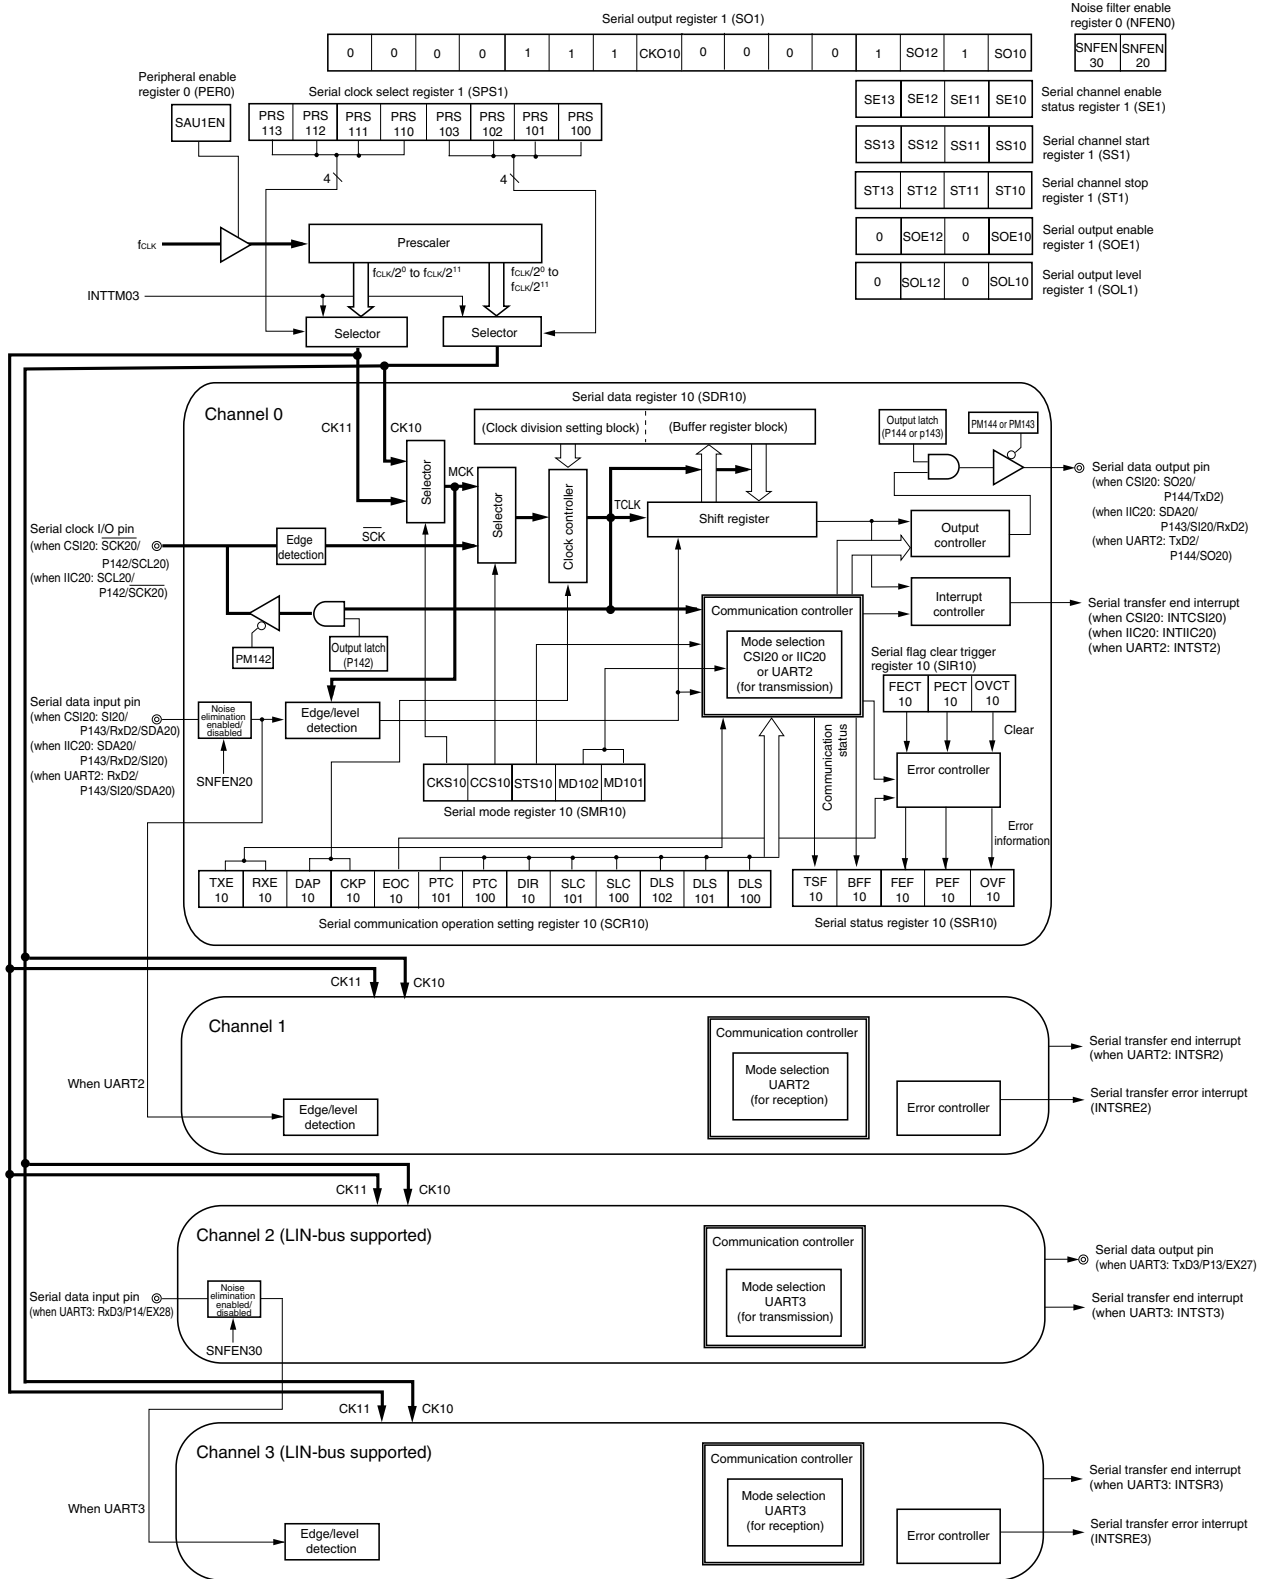 Serial output register 1 (SO1)
0 0 0 0 1 1 1 CKO10 0 0 0 0 1 SO12 1 SO10
Noise filter enable
register 0 (NFEN0)
SNFEN
30
SNFEN
20
Peripheral enable
register 0 (PER0)
SAU1EN
Serial clock select register 1 (SPS1)
PRS
113
PRS
112
PRS
111
PRS
110
PRS
103
PRS
102
PRS
101
PRS
100
4
4
SE13 SE12 SE11 SE10
Serial channel enable
status register 1 (SE1)
SS13 SS12 SS11 SS10
Serial channel start
register 1 (SS1)
ST13 ST12 ST11 ST10
Serial channel stop
register 1 (ST1)
0 SOE12 0 SOE10
Serial output enable
register 1 (SOE1)
0 SOL12 0 SOL10
Serial output level
register 1 (SOL1)
fCLK
Prescaler
fCLK/2⁰ to fCLK/2¹¹
fCLK/2⁰ to
fCLK/2¹¹
INTTM03
Selector
Selector
Channel 0
CK11
CK10
Serial data register 10 (SDR10)
(Clock division setting block)
(Buffer register block)
Output latch
(P144 or p143)
PM144 or PM143
Selector
MCK
Selector
Clock controller
TCLK
Shift register
Output
controller
Interrupt
controller
Serial data output pin
(when CSI20: SO20/
P144/TxD2)
(when IIC20: SDA20/
P143/SI20/RxD2)
(when UART2: TxD2/
P144/SO20)
Serial clock I/O pin
(when CSI20: SCK20/
P142/SCL20)
(when IIC20: SCL20/
P142/SCK20)
Edge
detection
SCK
PM142
Output latch
(P142)
Communication controller
Mode selection
CSI20 or IIC20
or UART2
(for transmission)
Serial transfer end interrupt
(when CSI20: INTCSI20)
(when IIC20: INTIIC20)
(when UART2: INTST2)
Serial flag clear trigger
register 10 (SIR10)
FECT
10
PECT
10
OVCT
10
Clear
Error controller
Error
information
Serial data input pin
(when CSI20: SI20/
P143/RxD2/SDA20)
(when IIC20: SDA20/
P143/RxD2/SI20)
(when UART2: RxD2/
P143/SI20/SDA20)
Noise
elimination
enabled/
disabled
SNFEN20
Edge/level
detection
CKS10 CCS10 STS10 MD102 MD101
Serial mode register 10 (SMR10)
Communication
status
TXE
10
RXE
10
DAP
10
CKP
10
EOC
10
PTC
101
PTC
100
DIR
10
SLC
101
SLC
100
DLS
102
DLS
101
DLS
100
Serial communication operation setting register 10 (SCR10)
TSF
10
BFF
10
FEF
10
PEF
10
OVF
10
Serial status register 10 (SSR10)
CK11
CK10
Channel 1
When UART2
Edge/level
detection
Communication controller
Mode selection
UART2
(for reception)
Error controller
Serial transfer end interrupt
(when UART2: INTSR2)
Serial transfer error interrupt
(INTSRE2)
CK11
CK10
Channel 2 (LIN-bus supported)
Serial data input pin
(when UART3: RxD3/P14/EX28)
Noise
elimination
enabled/
disabled
SNFEN30
Communication controller
Mode selection
UART3
(for transmission)
Serial data output pin
(when UART3: TxD3/P13/EX27)
Serial transfer end interrupt
(when UART3: INTST3)
CK11
CK10
Channel 3 (LIN-bus supported)
When UART3
Edge/level
detection
Communication controller
Mode selection
UART3
(for reception)
Error controller
Serial transfer end interrupt
(when UART3: INTSR3)
Serial transfer error interrupt
(INTSRE3)